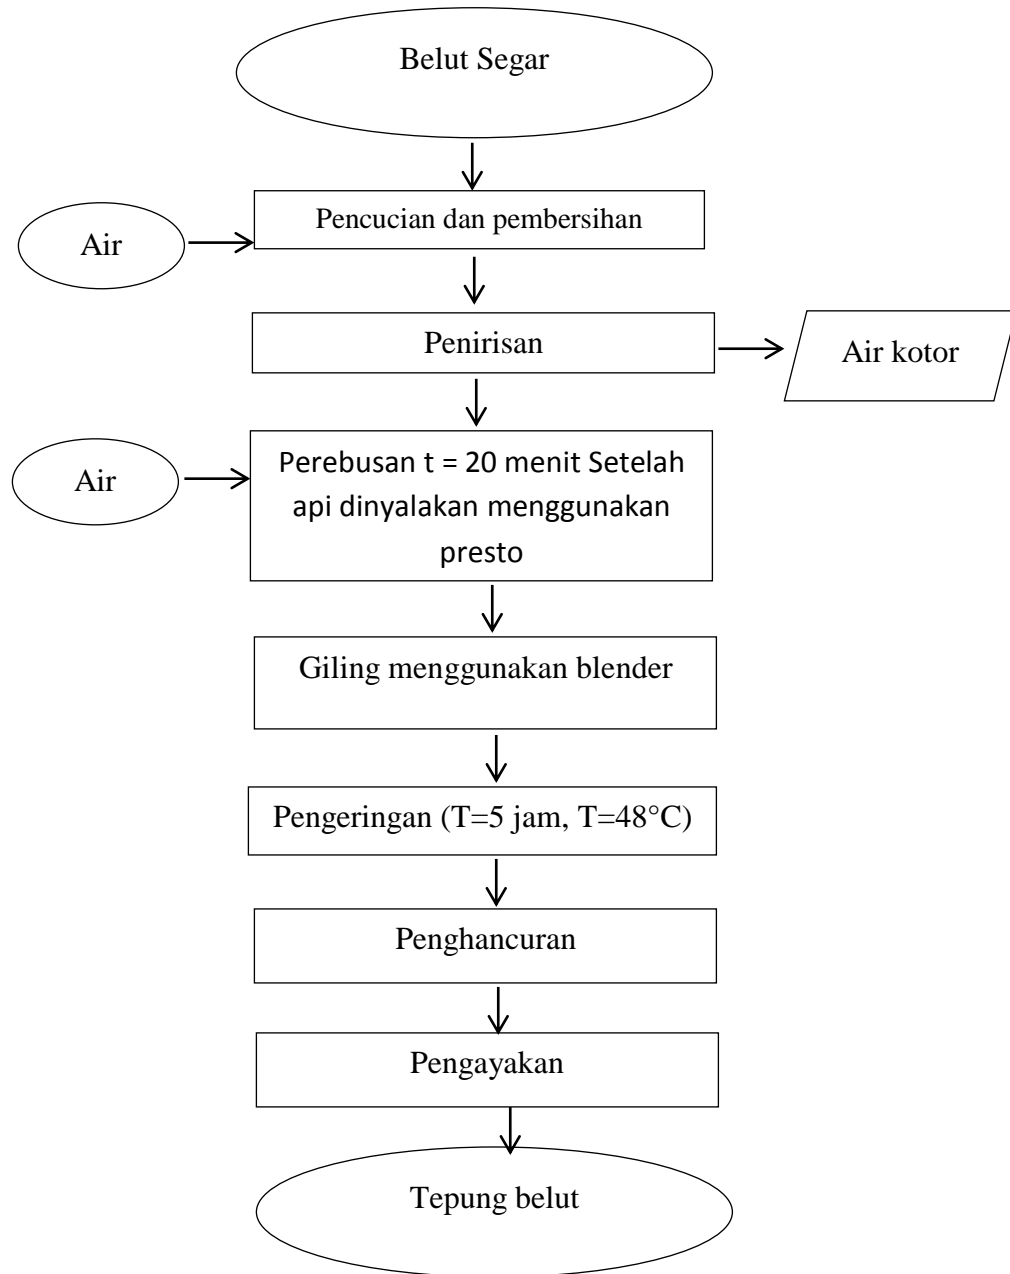 Belut Segar
Pencucian dan pembersihan
Air
Penirisan
Air kotor
Perebusan t = 20 menit Setelah
api dinyalakan menggunakan
presto
Air
Giling menggunakan blender
Pengeringan (T=5 jam, T=48°C)
Penghancuran
Pengayakan
Tepung belut